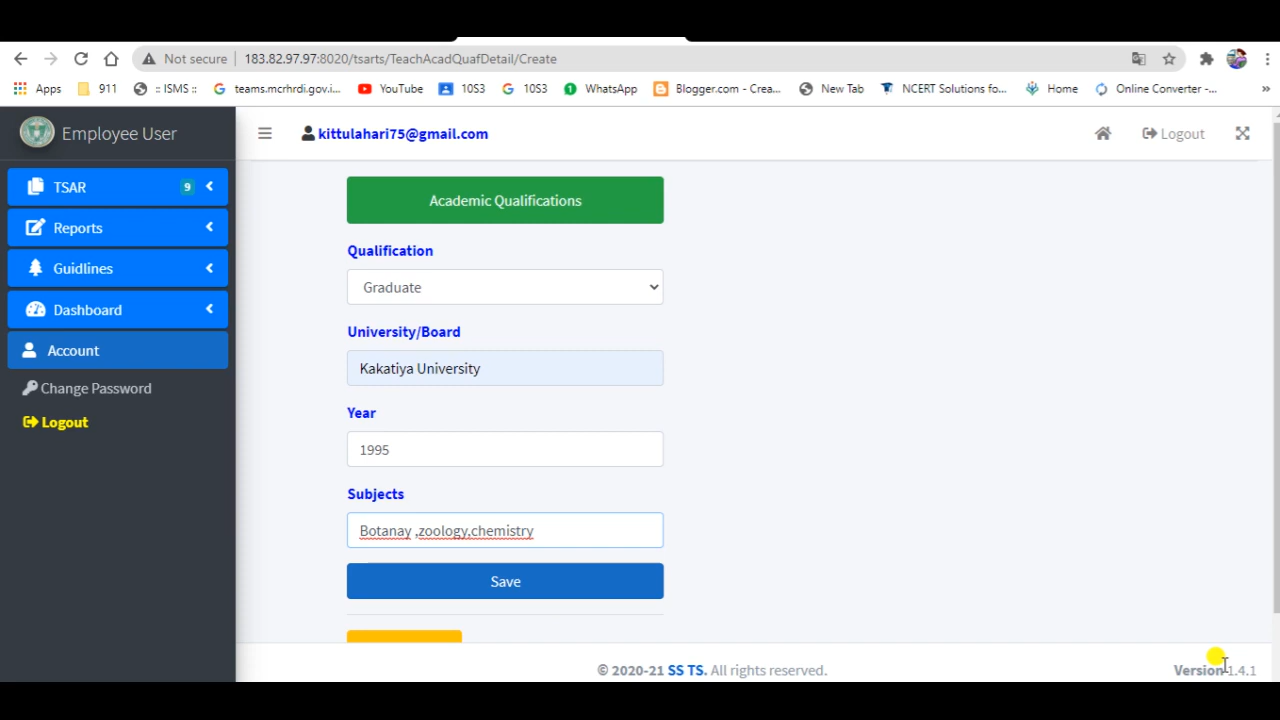 Not secure 183.82.97.97:8020/tsarts/TeachAcadQuafDetail/Create
Apps 911 :: ISMS :: teams.mcrhrdi.gov.i... YouTube 10S3 10S3 WhatsApp Blogger.com - Crea... New Tab NCERT Solutions fo... Home Online Converter -... »
Employee User
kittulahari75@gmail.com
Logout
TSAR 9
Reports
Guidlines
Dashboard
Account
Change Password
Logout
Academic Qualifications
Qualification
Graduate
University/Board
Kakatiya University
Year
1995
Subjects
Botanay ,zoology,chemistry
Save
© 2020-21 SS TS. All rights reserved.
Version 1.4.1